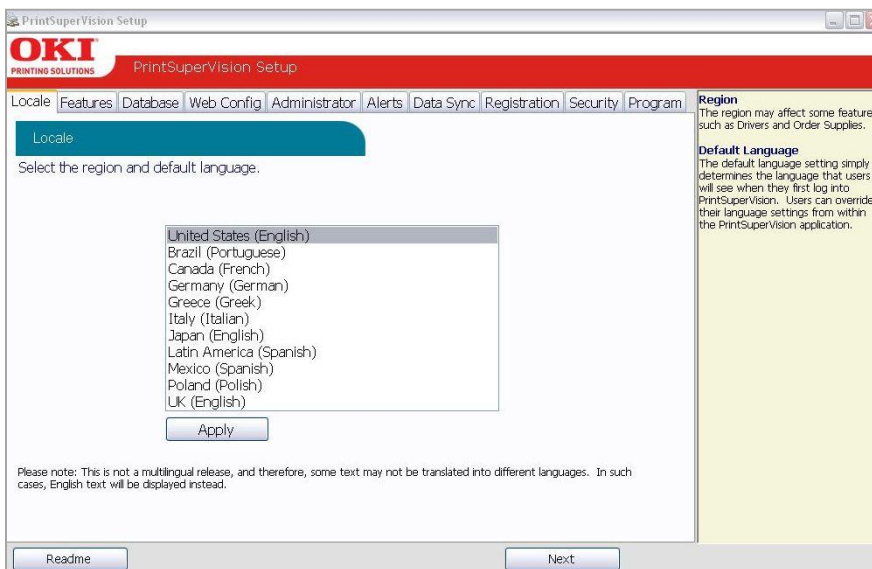 PrintSuperVision Setup
OKI
PRINTING SOLUTIONS
PrintSuperVision Setup
Locale Features Database Web Config Administrator Alerts Data Sync Registration Security Program
Locale
Select the region and default language.
United States (English)
Brazil (Portuguese)
Canada (French)
Germany (German)
Greece (Greek)
Italy (Italian)
Japan (English)
Latin America (Spanish)
Mexico (Spanish)
Poland (Polish)
UK (English)
Apply
Please note: This is not a multilingual release, and therefore, some text may not be translated into different languages. In such
cases, English text will be displayed instead.
Region
The region may affect some feature
such as Drivers and Order Supplies.
Default Language
The default language setting simply
determines the language that users
will see when they first log into
PrintSuperVision. Users can override
their language settings from within
the PrintSuperVision application.
Readme
Next